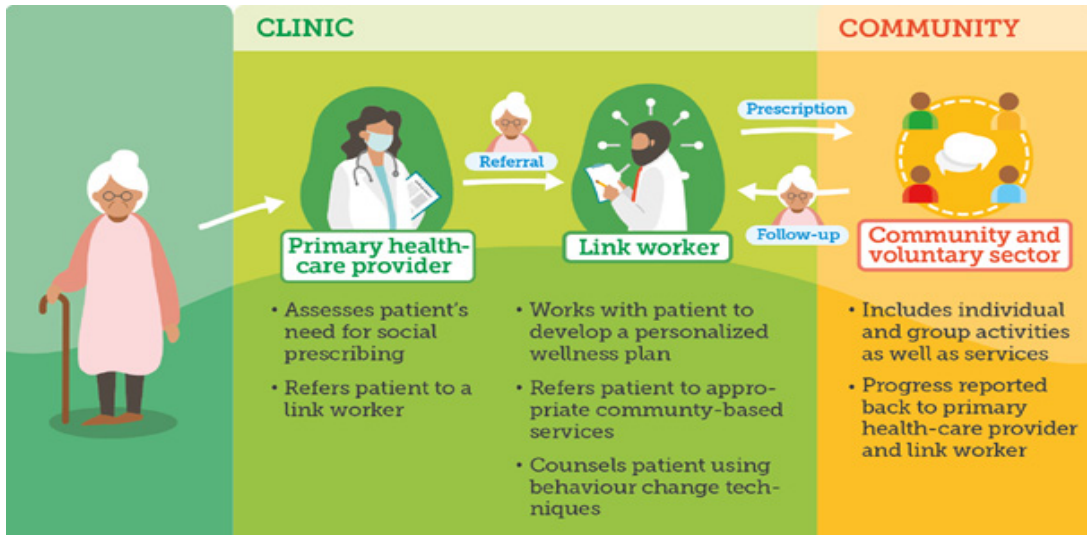 CLINIC
COMMUNITY
Referral
Prescription
Follow-up
Primary health-
care provider
Link worker
Community and
voluntary sector
• Assesses patient's
need for social
prescribing
• Refers patient to a
link worker
• Works with patient to
develop a personalized
wellness plan
• Refers patient to appro-
priate communty-based
services
• Counsels patient using
behaviour change tech-
niques
• Includes individual
and group activities
as well as services
• Progress reported
back to primary
health-care provider
and link worker